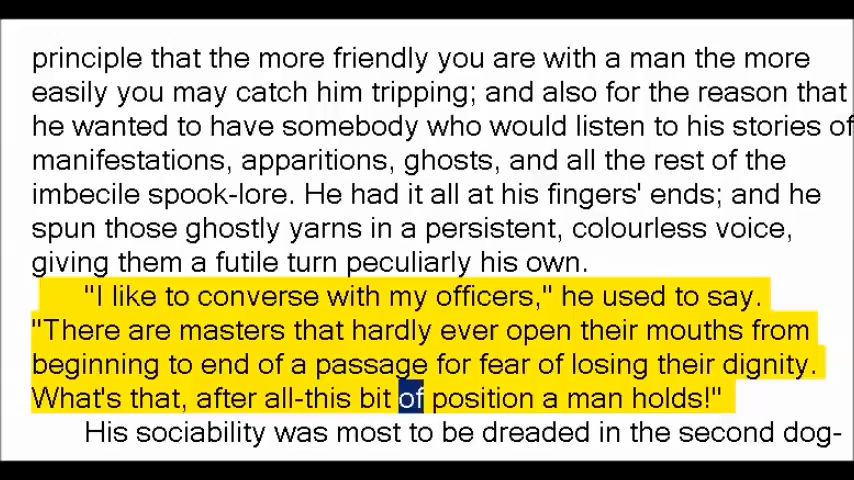 principle that the more friendly you are with a man the more
easily you may catch him tripping; and also for the reason that
he wanted to have somebody who would listen to his stories of
manifestations, apparitions, ghosts, and all the rest of the
imbecile spook-lore. He had it all at his fingers' ends; and he
spun those ghostly yarns in a persistent, colourless voice,
giving them a futile turn peculiarly his own.
"I like to converse with my officers," he used to say.
"There are masters that hardly ever open their mouths from
beginning to end of a passage for fear of losing their dignity.
What's that, after all-this bit of position a man holds!"
His sociability was most to be dreaded in the second dog-